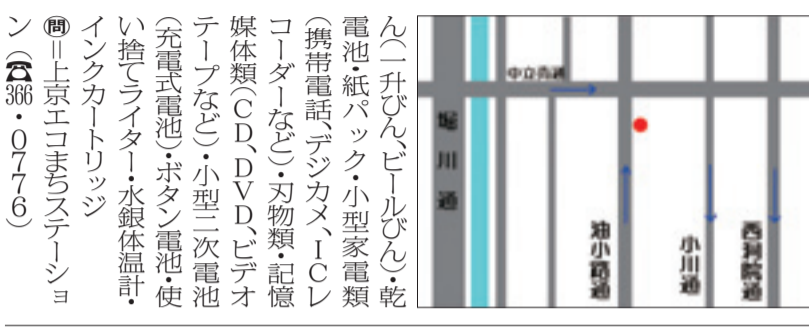 ん(一升びん、ビールびん)・乾
電池・紙パック・小型家電類
(携帯電話、デジカメ、ICレ
コーダーなど)・刃物類・記憶
媒体類(CD、DVD、ビデオ
テープなど)・小型二次電池
(充電式電池)・ボタン電池・使
い捨てライター・水銀体温計・
インクカートリッジ
㉄=上京エコまちステーショ
ン(☎366・0776)
中立売通
堀川通
油小路通
小川通
西洞院通